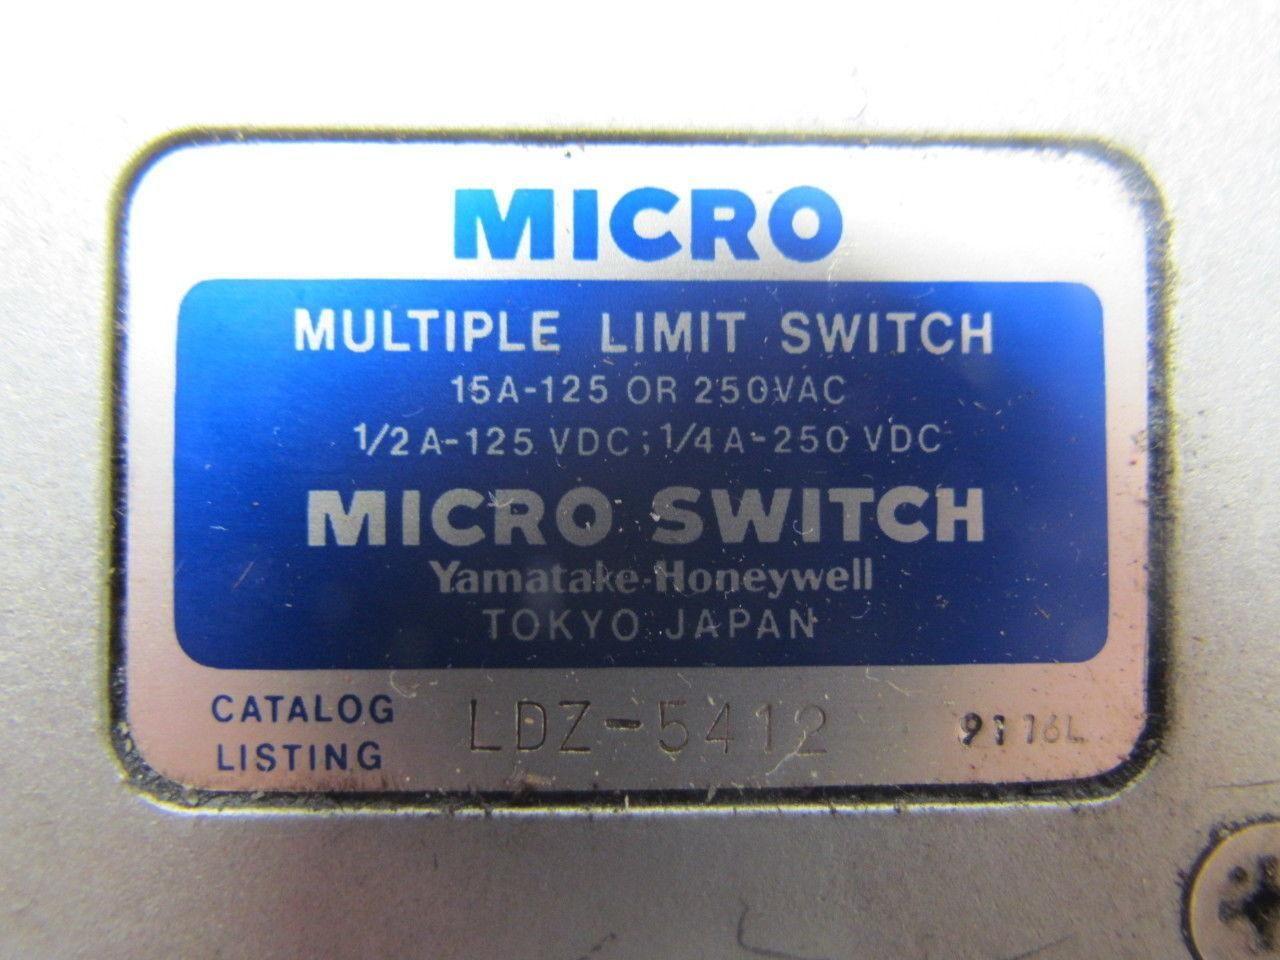 MICRO
MULTIPLE LIMIT SWITCH
15A-125 OR 250VAC
1/2 A-125 VDC; 1/4 A-250 VDC
MICRO SWITCH
Yamatake-Honeywell
TOKYO JAPAN
CATALOG LISTING LDZ-5412 9116L